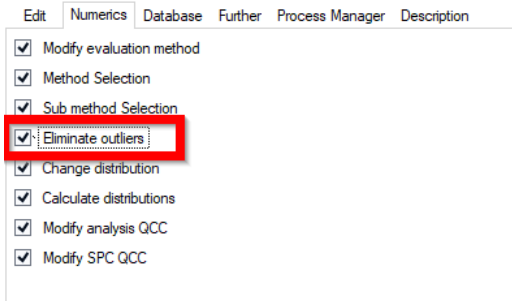 Edit Numerics Database Further Process Manager Description
Modify evaluation method
Method Selection
Sub method Selection
Eliminate outliers
Change distribution
Calculate distributions
Modify analysis QCC
Modify SPC QCC